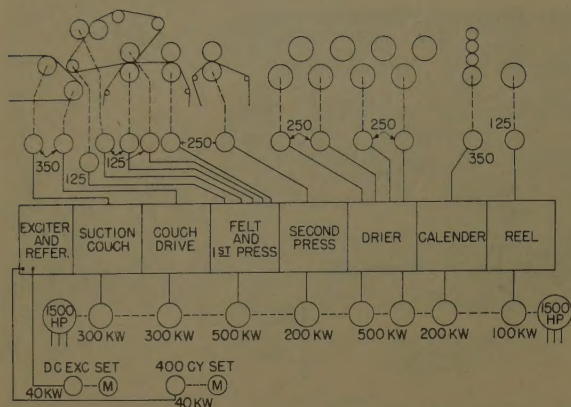 350
125
125
250
250
250
350
125
EXCITER
AND
REFER.
SUCTION
COUCH
COUCH
DRIVE
FELT
AND
1ST PRESS
SECOND
PRESS
DRIER
CALENDER
REEL
1500
HP
300 KW
300 KW
500 KW
200 KW
500 KW
200 KW
100 KW
1500
HP
DC EXC SET
M
40 KW
400 CY SET
M
40 KW